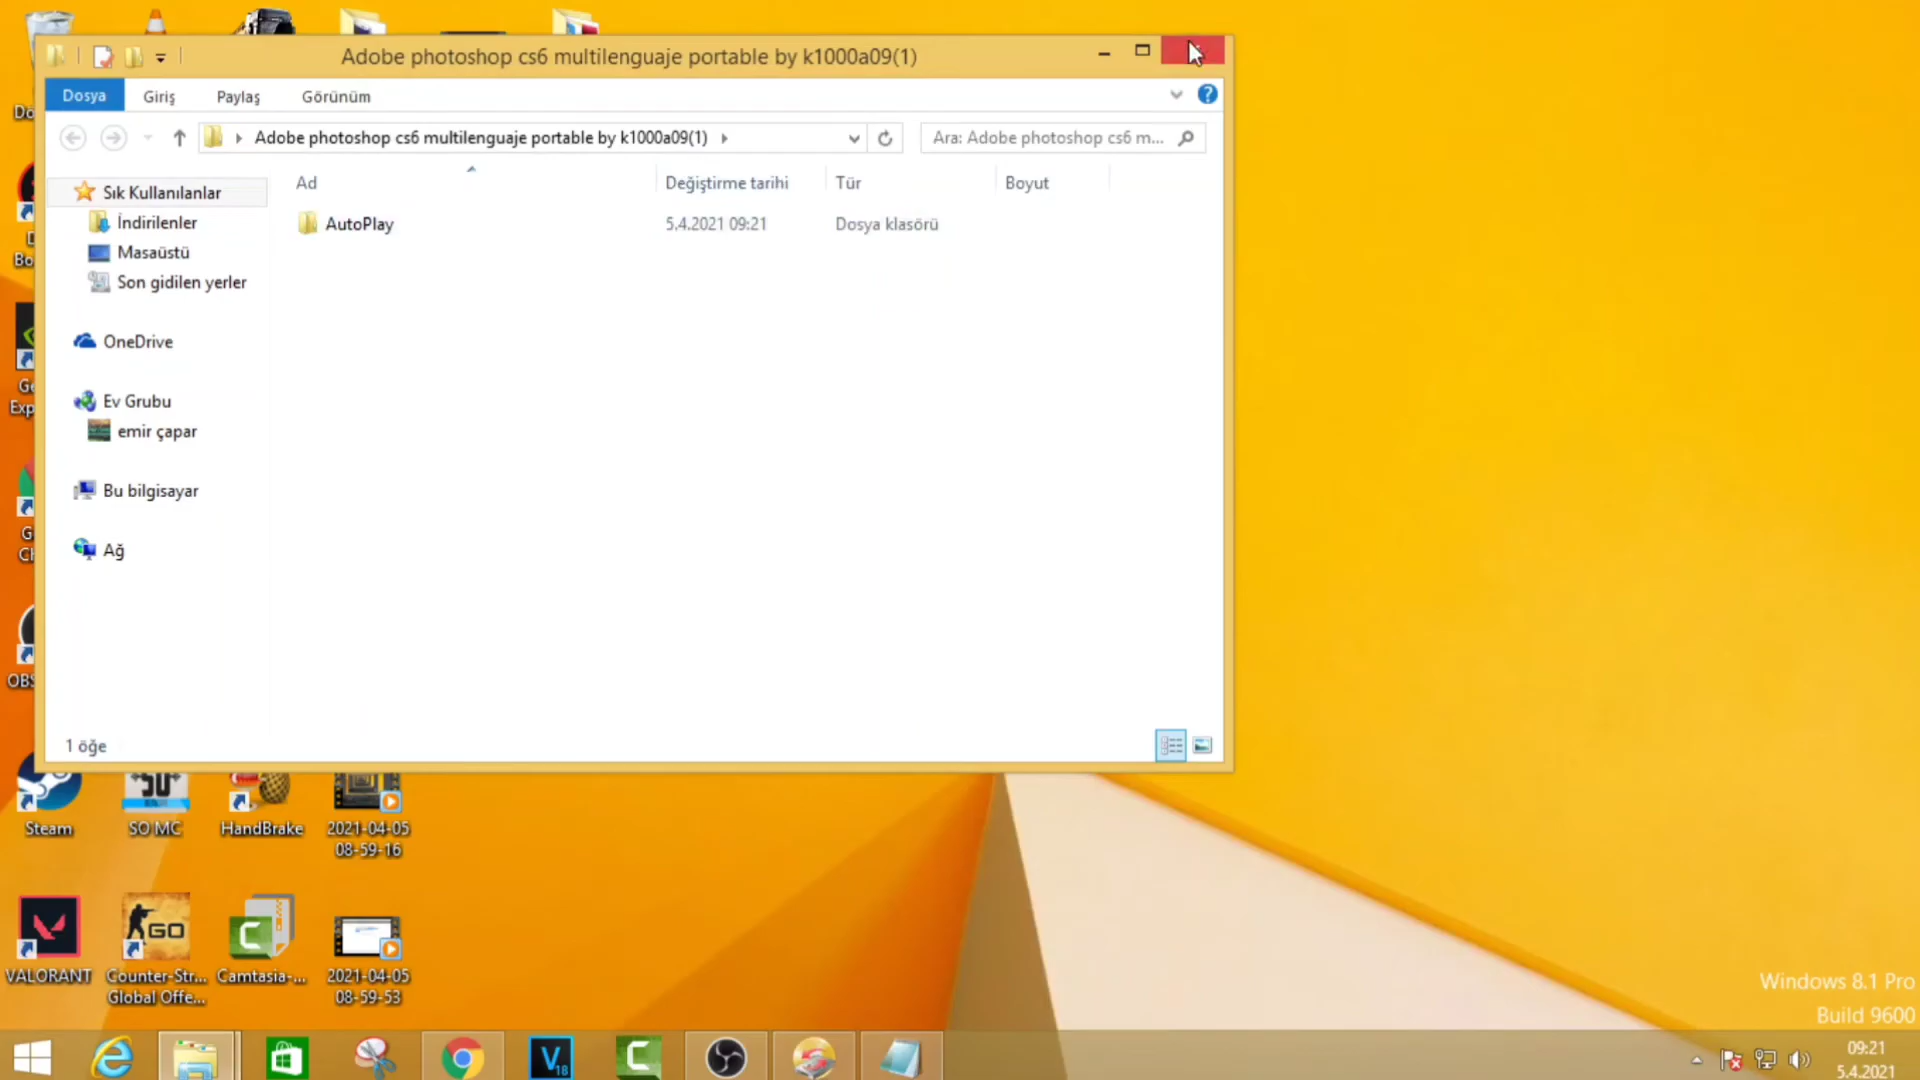 Adobe photoshop cs6 multilenguaje portable by k1000a09(1)
Dosya Giriş Paylaş Görünüm
Adobe photoshop cs6 multilenguaje portable by k1000a09(1)
Ara: Adobe photoshop cs6 m...
Ad Değiştirme tarihi Tür Boyut
AutoPlay 5.4.2021 09:21 Dosya klasörü
Sık Kullanılanlar
İndirilenler
Masaüstü
Son gidilen yerler
OneDrive
Ev Grubu
emir çapar
Bu bilgisayar
Ağ
1 öğe
Steam
SO MC
HandBrake
2021-04-05
08-59-16
VALORANT
Counter-Str...
Global Offe...
Camtasia-...
2021-04-05
08-59-53
GO
Windows 8.1 Pro
Build 9600
09:21
5.4.2021